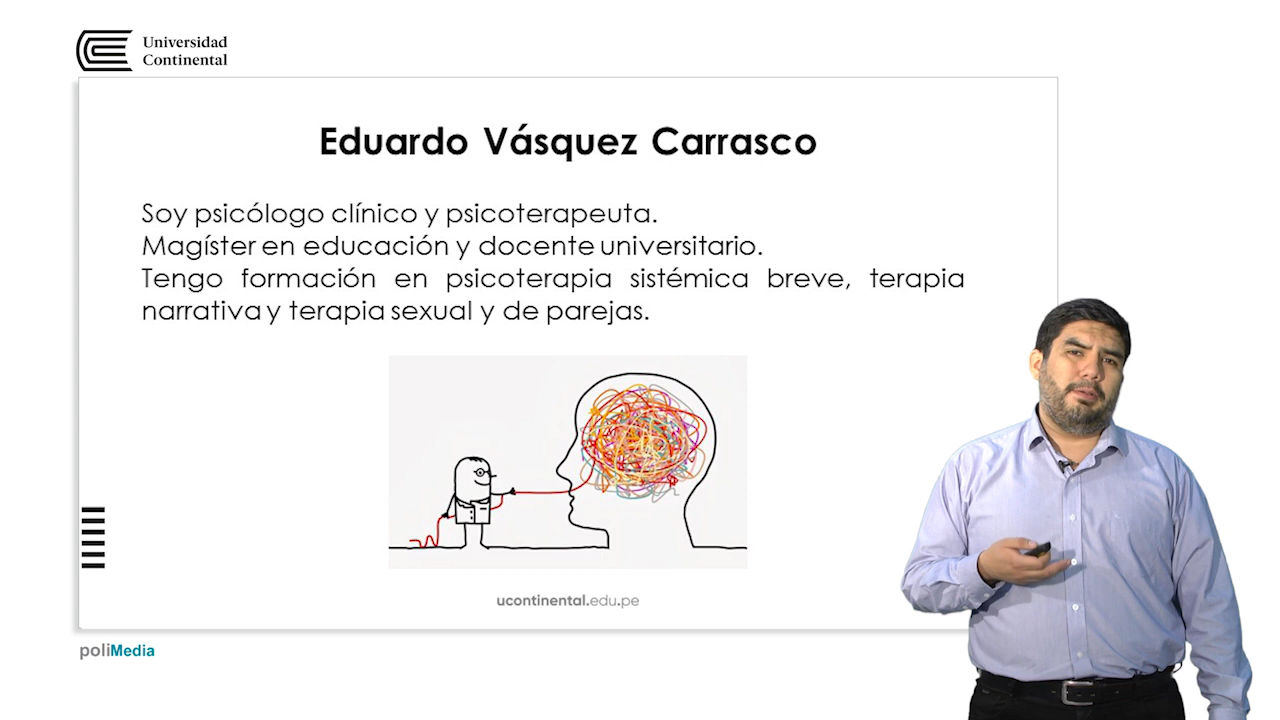 Universidad
Continental
Eduardo Vásquez Carrasco
Soy psicólogo clínico y psicoterapeuta.
Magíster en educación y docente universitario.
Tengo formación en psicoterapia sistémica breve, terapia
narrativa y terapia sexual y de parejas.
ucontinental.edu.pe
poliMedia